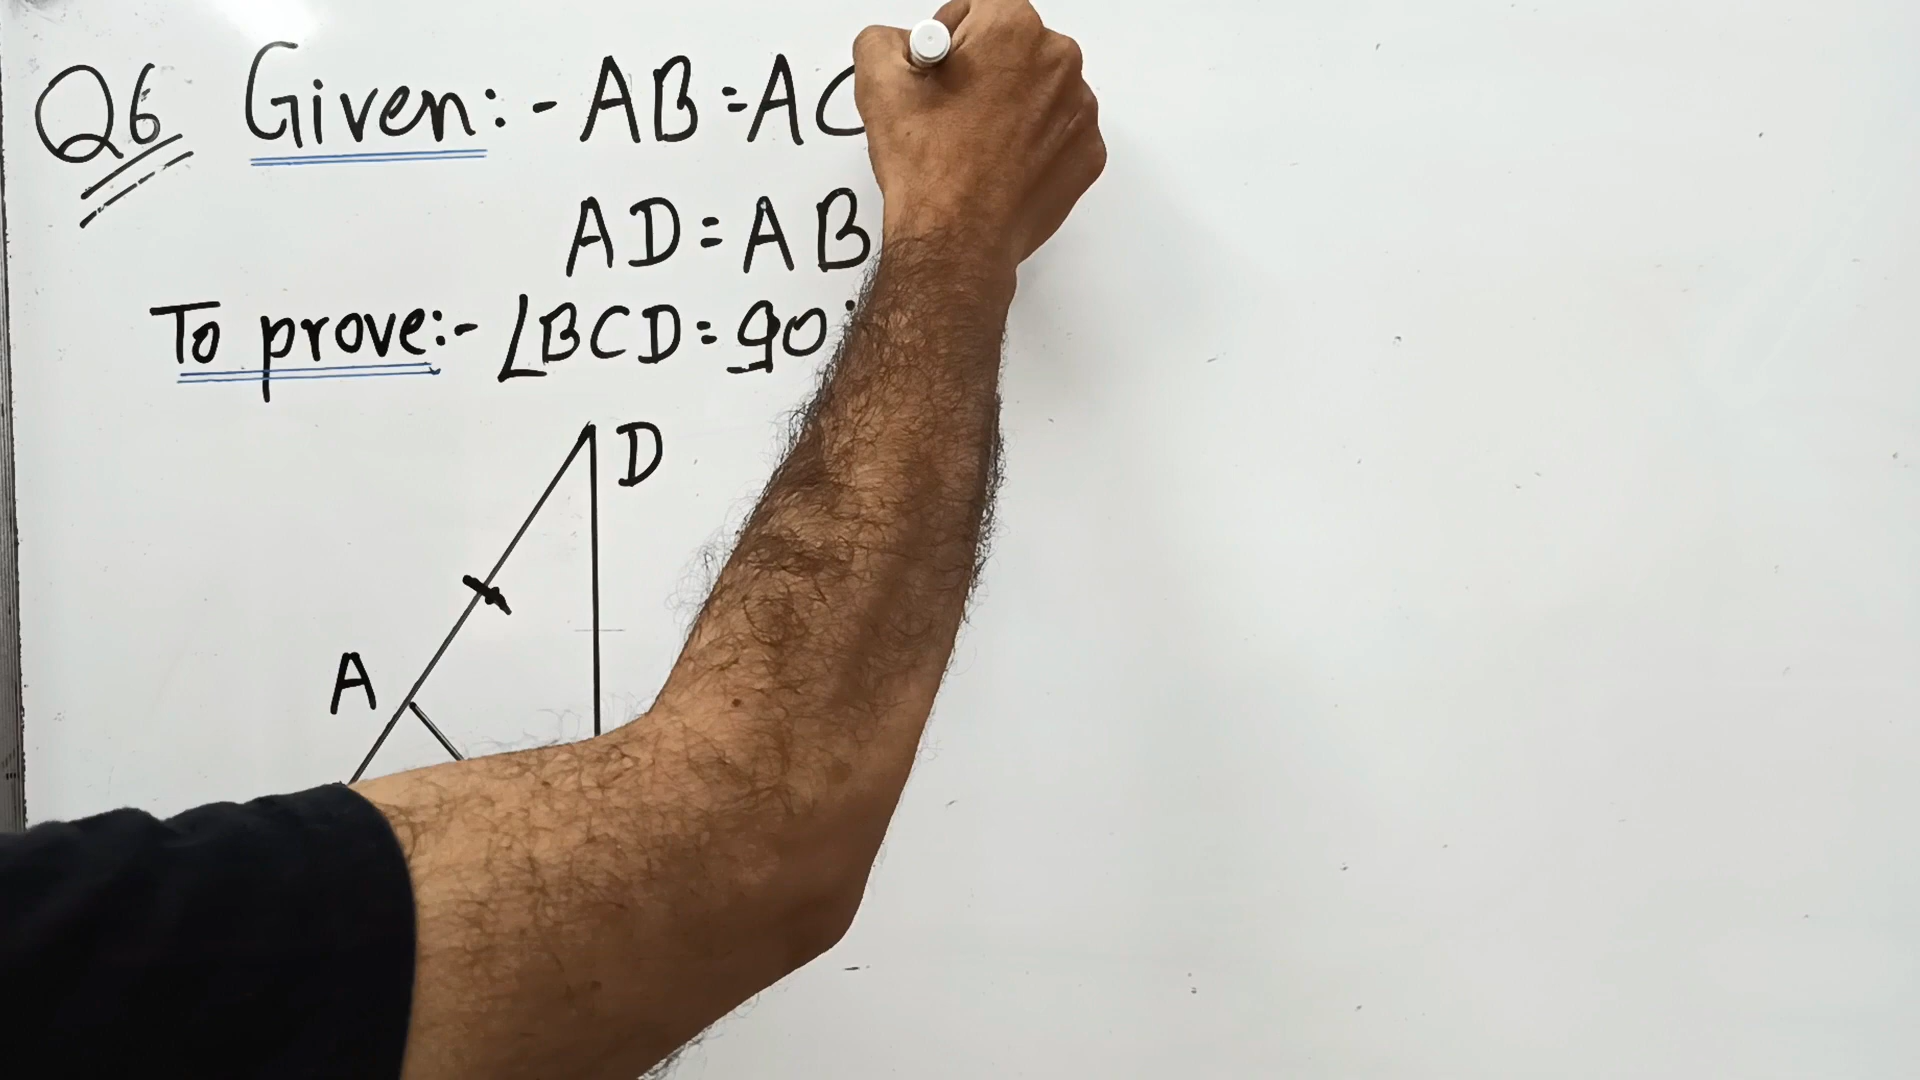 Q6 Given:- AB=AC
AD=AB
To prove:- ∠BCD=90°
D
A